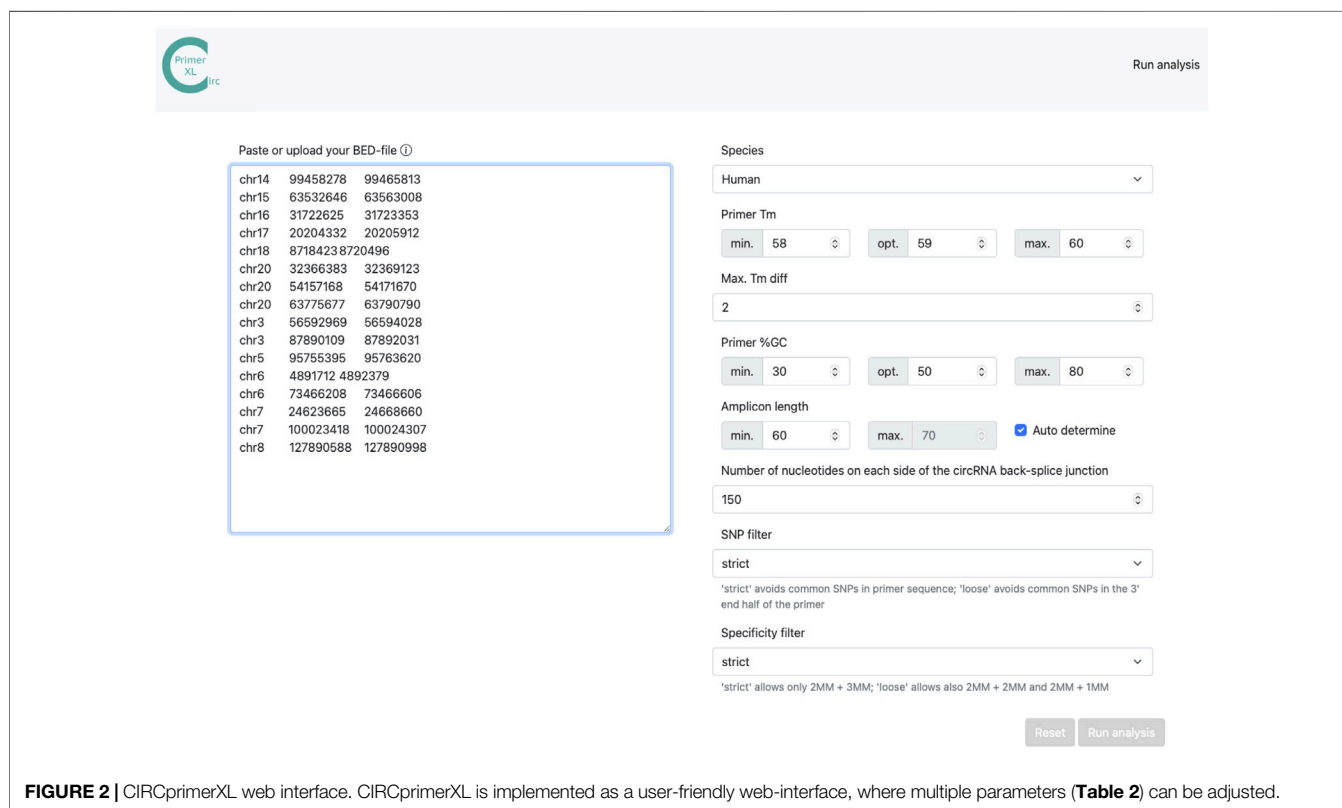 Primer
XL
irc
Run analysis
Paste or upload your BED-file ⓘ
chr14 99458278 99465813
chr15 63532646 63563008
chr16 31722625 31723353
chr17 20204332 20205912
chr18 8718423 8720496
chr20 32366383 32369123
chr20 54157168 54171670
chr20 63775677 63790790
chr3 56592969 56594028
chr3 87890109 87892031
chr5 95755395 95763620
chr6 4891712 4892379
chr6 73466208 73466606
chr7 24623665 24668660
chr7 100023418 100024307
chr8 127890588 127890998
Species
Human
Primer Tm
min. 58 opt. 59 max. 60
Max. Tm diff
2
Primer %GC
min. 30 opt. 50 max. 80
Amplicon length
min. 60 max. 70 Auto determine
Number of nucleotides on each side of the circRNA back-splice junction
150
SNP filter
strict
'strict' avoids common SNPs in primer sequence; 'loose' avoids common SNPs in the 3'
end half of the primer
Specificity filter
strict
'strict' allows only 2MM + 3MM; 'loose' allows also 2MM + 2MM and 2MM + 1MM
Reset Run analysis
FIGURE 2 | CIRCprimerXL web interface. CIRCprimerXL is implemented as a user-friendly web-interface, where multiple parameters (Table 2) can be adjusted.